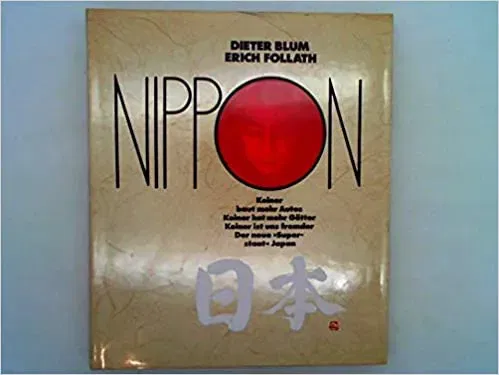 DIETER BLUM
ERICH FOLLATH
NIPPON
Keiner
baut mehr Autos
Keiner hat mehr Götter
Keiner ist uns fremder
Der neue »Super-
staat« Japan
日本